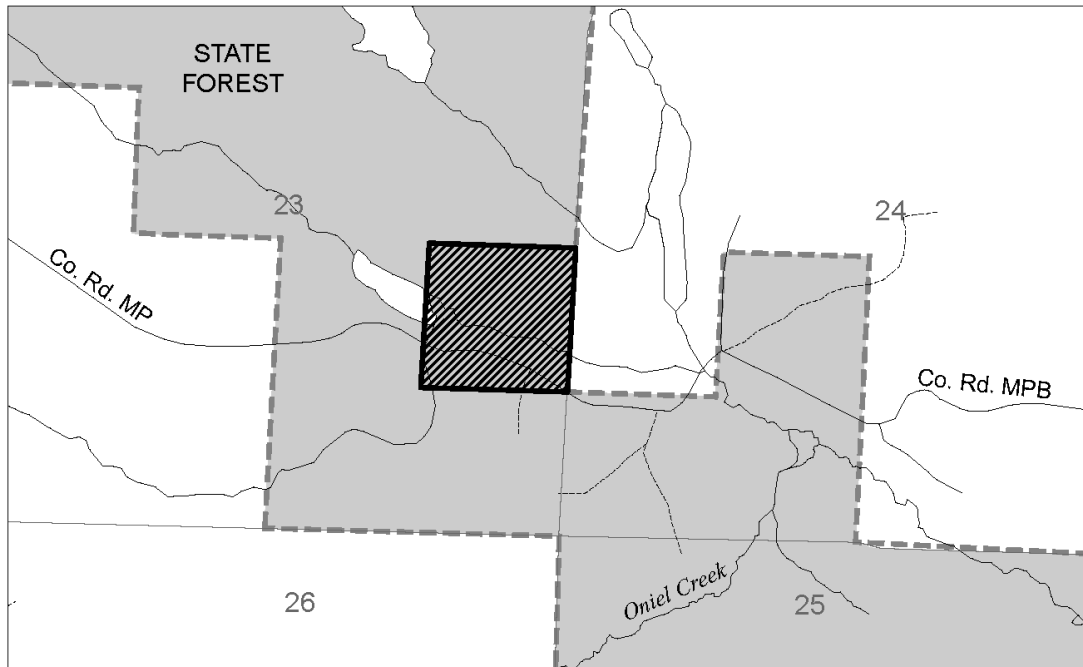 STATE
FOREST
23
24
Co. Rd. MP
Co. Rd. MPB
Oniel Creek
26
25